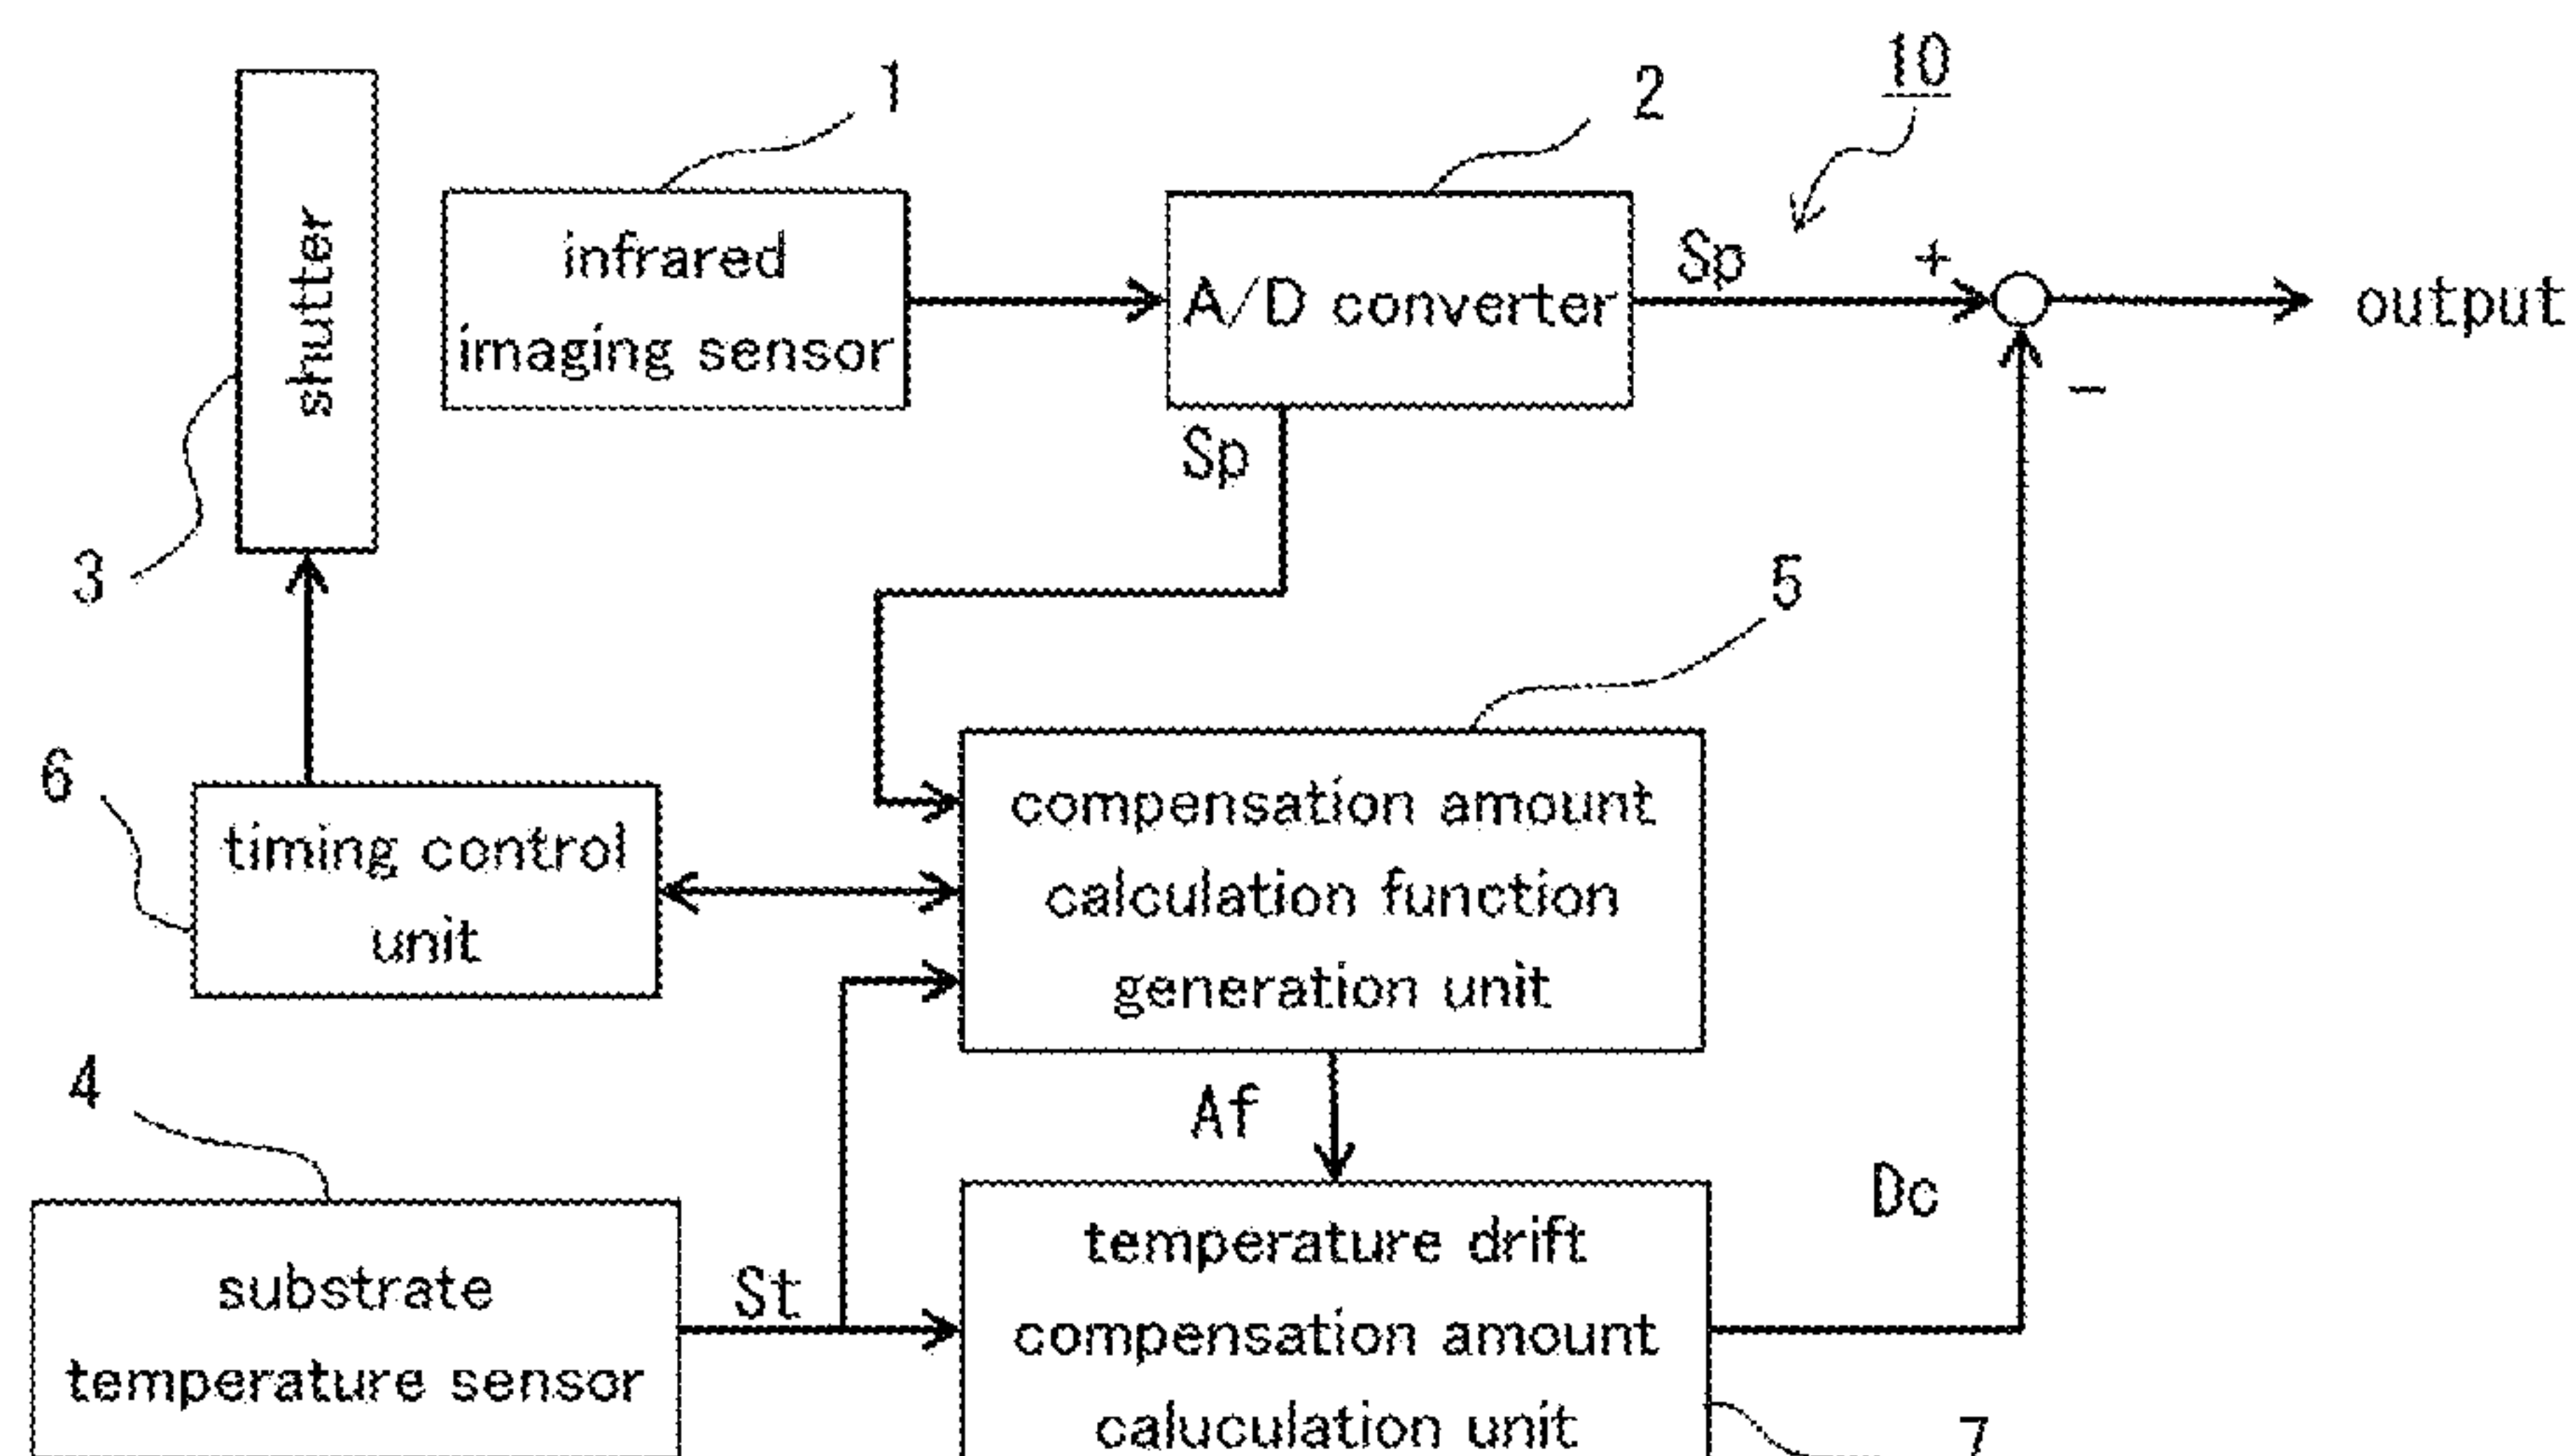 10
1
2
shutter
infrared
imaging sensor
A/D converter
Sp
+
output
-
Sp
3
5
6
timing control
unit
compensation amount
calculation function
generation unit
4
Af
substrate
temperature sensor
St
temperature drift
compensation amount
caluculation unit
Dc
7